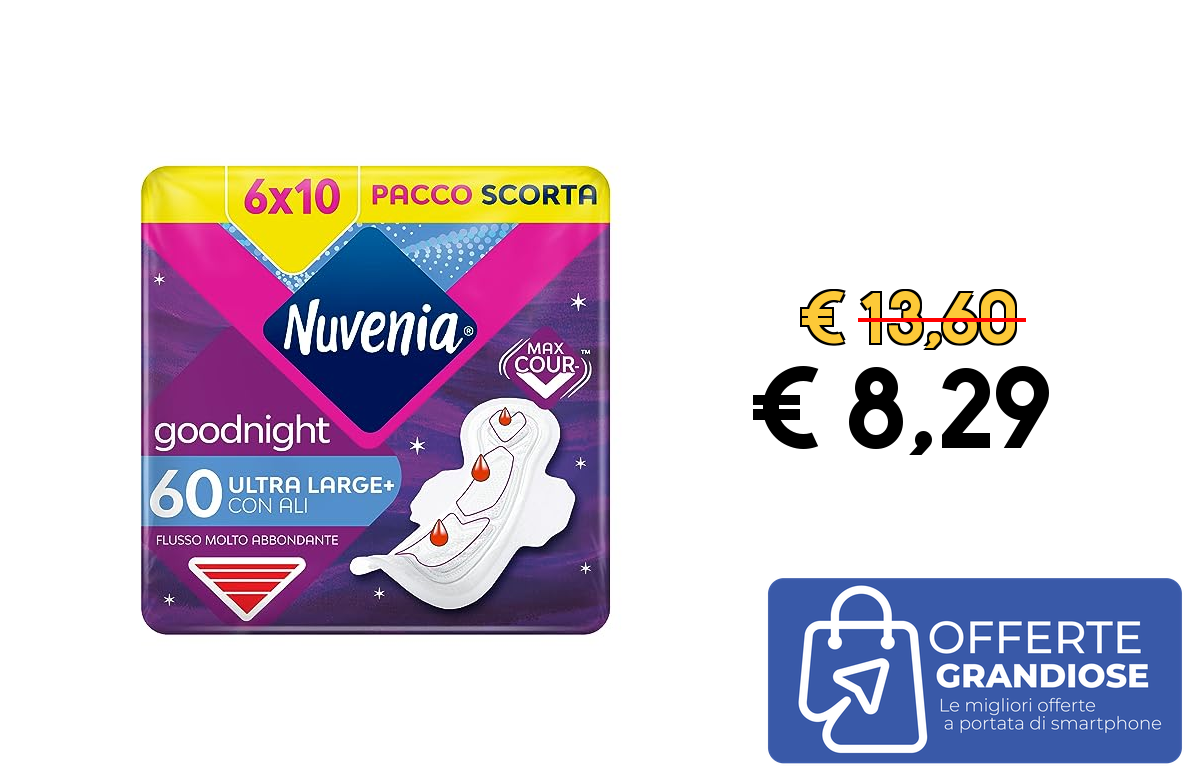 6x10 PACCO SCORTA
Nuvenia®
MAX
COUR-™
goodnight
60 ULTRA LARGE+
CON ALI
FLUSSO MOLTO ABBONDANTE
€ 13,60
€ 8,29
OFFERTE
GRANDIOSE
Le migliori offerte
a portata di smartphone